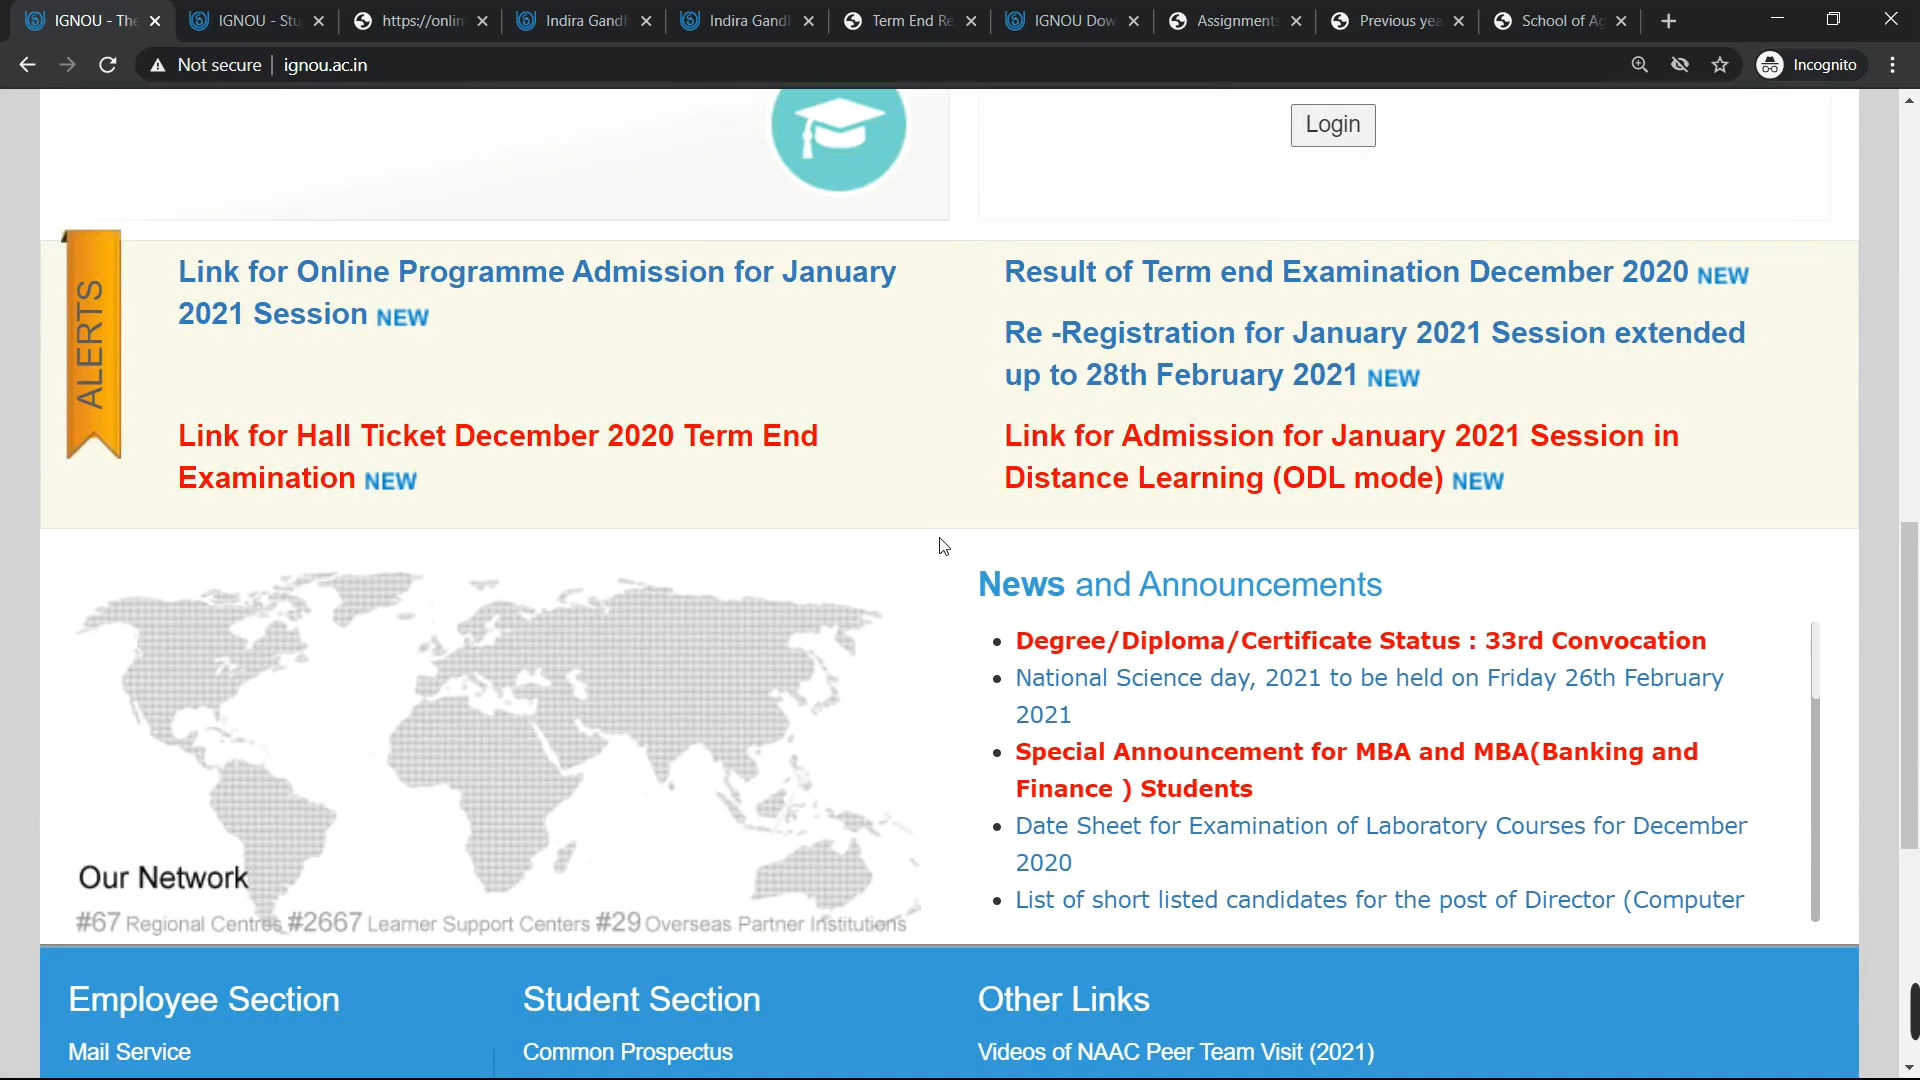 IGNOU - The
IGNOU - Stu
https://onlin
Indira Gandh
Indira Gandh
Term End Re
IGNOU Dow
Assignments
Previous yea
School of Ag
Not secure
ignou.ac.in
Incognito
Login
ALERTS
Link for Online Programme Admission for January
2021 Session NEW
Link for Hall Ticket December 2020 Term End
Examination NEW
Result of Term end Examination December 2020 NEW
Re -Registration for January 2021 Session extended
up to 28th February 2021 NEW
Link for Admission for January 2021 Session in
Distance Learning (ODL mode) NEW
Our Network
#67 Regional Centres #2667 Learner Support Centers #29 Overseas Partner Institutions
News and Announcements
Degree/Diploma/Certificate Status : 33rd Convocation
National Science day, 2021 to be held on Friday 26th February
2021
Special Announcement for MBA and MBA(Banking and
Finance ) Students
Date Sheet for Examination of Laboratory Courses for December
2020
List of short listed candidates for the post of Director (Computer
Employee Section
Mail Service
Student Section
Common Prospectus
Other Links
Videos of NAAC Peer Team Visit (2021)